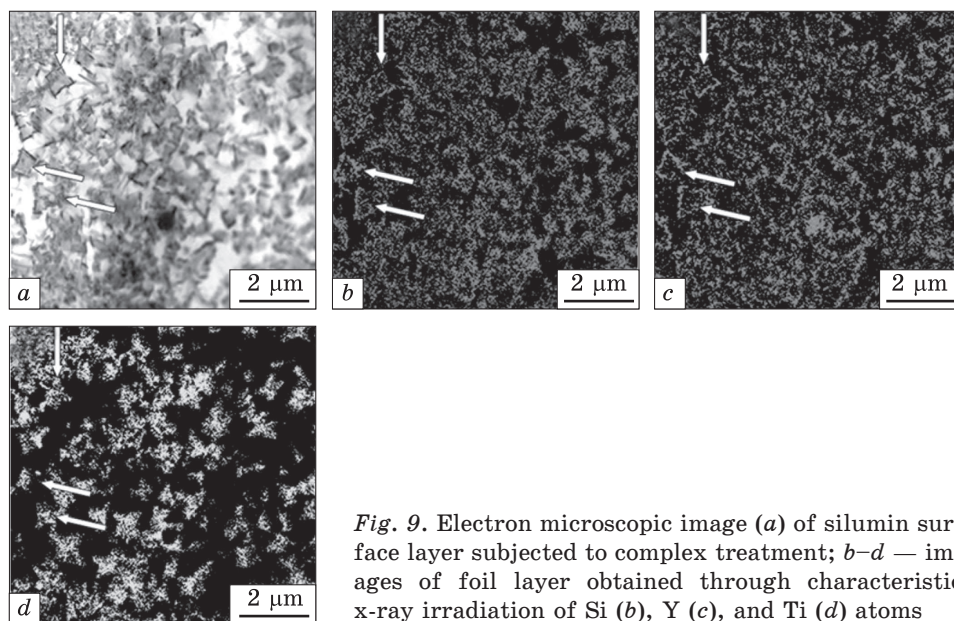 a
2 μm
b
2 μm
c
2 μm
d
2 μm
Fig. 9. Electron microscopic image (a) of silumin sur-
face layer subjected to complex treatment; b–d — im-
ages of foil layer obtained through characteristic
x-ray irradiation of Si (b), Y (c), and Ti (d) atoms